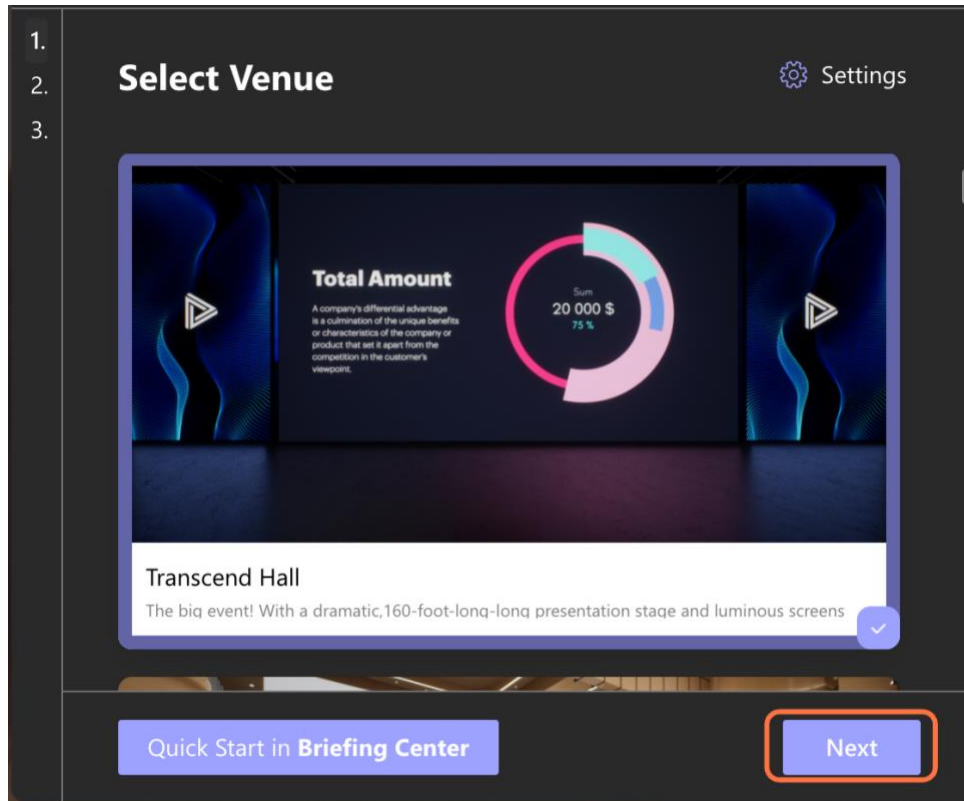 1.
2.
3.
Select Venue
Settings
Total Amount
A company's differential advantage
is a culmination of the unique benefits
or characteristics of the company or
product that set it apart from the
competition in the customer's
viewpoint.
Sum
20 000 $
75 %
Transcend Hall
The big event! With a dramatic,160-foot-long-long presentation stage and luminous screens
Quick Start in Briefing Center
Next